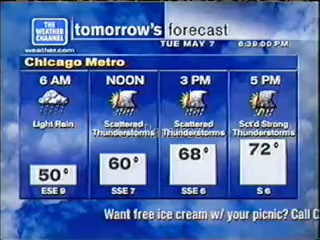 THE
WEATHER
CHANNEL
weather.com
tomorrow's forecast
TUE MAY 7 6:39:00 PM
Chicago Metro
6 AM NOON 3 PM 5 PM
Light Rain Scattered Thunderstorms Scattered Thunderstorms Sct'd Strong Thunderstorms
50° 60° 68° 72°
ESE 9 SSE 7 SSE 6 S 6
Want free ice cream w/ your picnic? Call C